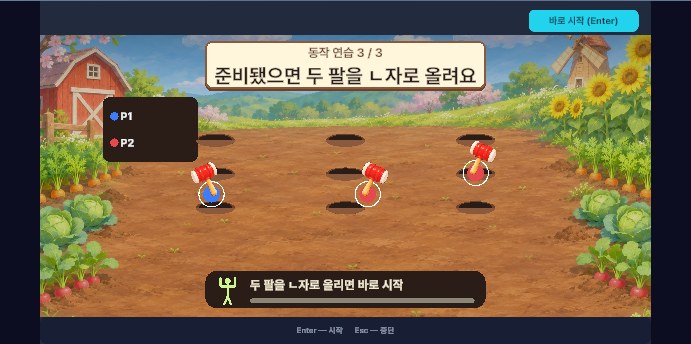 바로 시작 (Enter)
동작 연습 3 / 3
준비됐으면 두 팔을 ㄴ자로 올려요
P1
P2
두 팔을 ㄴ자로 올리면 바로 시작
Enter — 시작 Esc — 중단